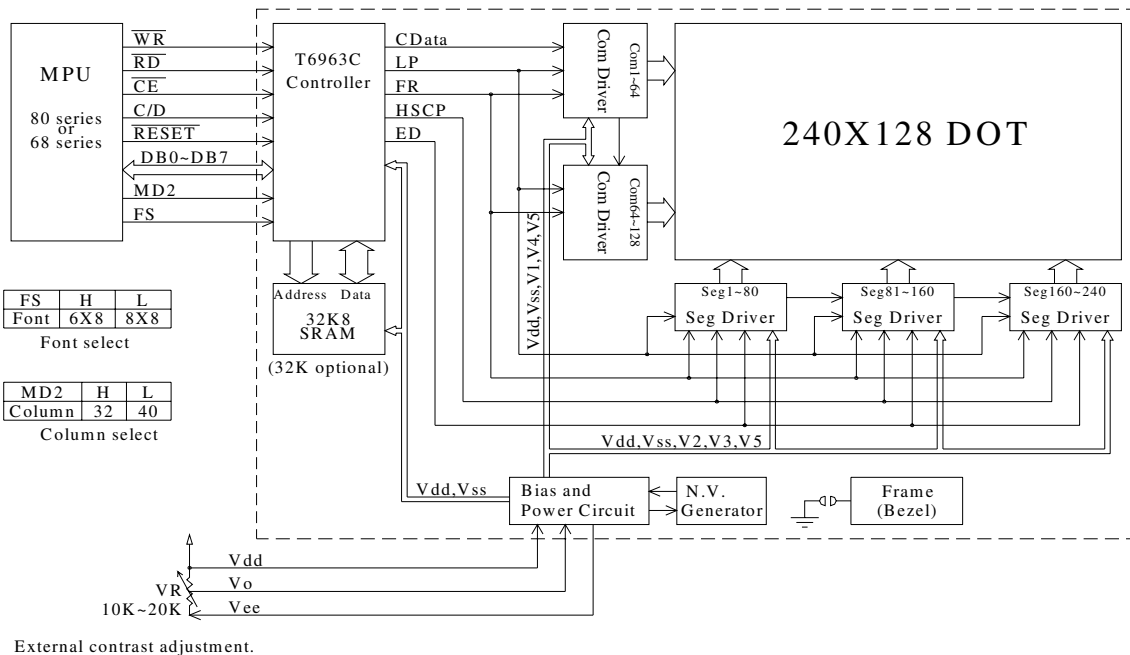 MPU
80 series
or
68 series
WR
RD
CE
C/D
RESET
DB0~DB7
MD2
FS
T6963C
Controller
CData
LP
FR
HSCP
ED
Com Driver
Com1~64
Com Driver
Com64~128
240X128 DOT
Address Data
32K8
SRAM
(32K optional)
Vdd,Vss,V1,V4,V5
Seg1~80
Seg Driver
Seg81~160
Seg Driver
Seg160~240
Seg Driver
FS H L
Font 6X8 8X8
Font select
MD2 H L
Column 32 40
Column select
Vdd,Vss,V2,V3,V5
Vdd,Vss
Bias and
Power Circuit
N.V.
Generator
Frame
(Bezel)
Vdd
Vo
Vee
VR
10K~20K
External contrast adjustment.